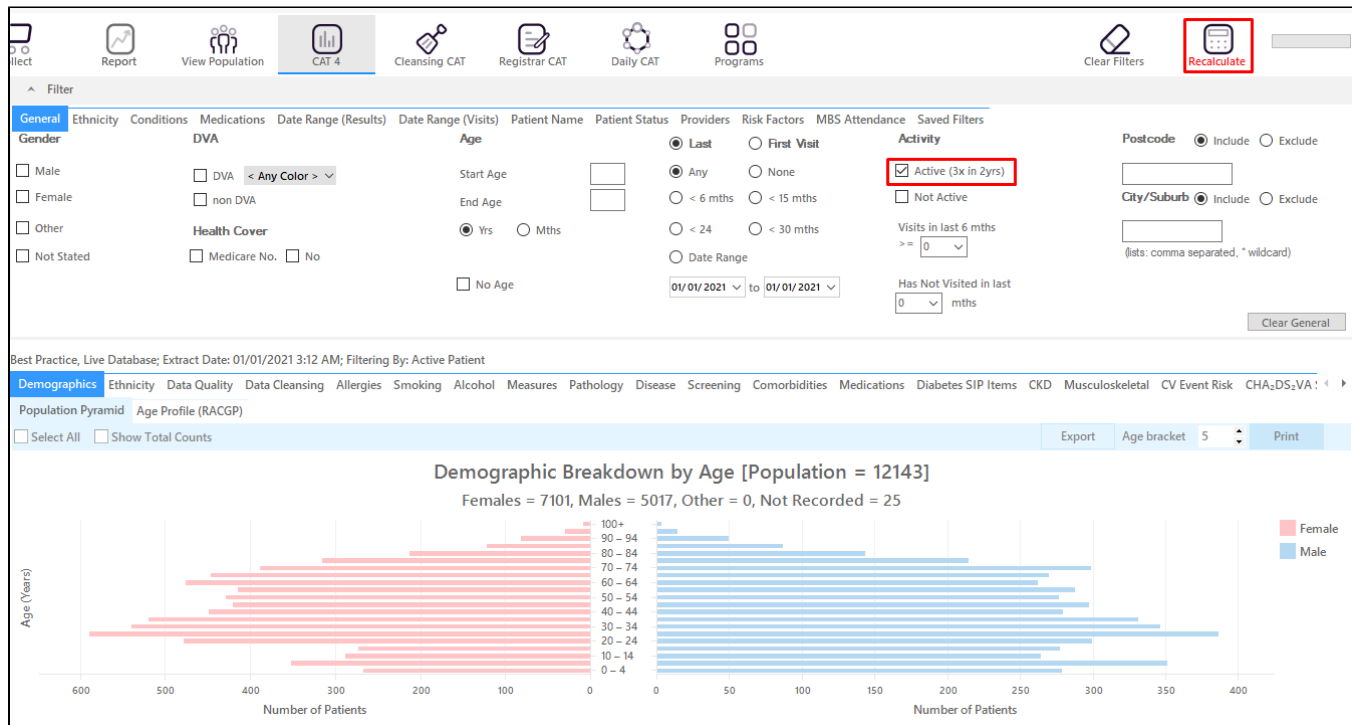 llect Report View Population CAT 4 Cleansing CAT Registrar CAT Daily CAT Programs Clear Filters Recalculate
Filter
General Ethnicity Conditions Medications Date Range (Results) Date Range (Visits) Patient Name Patient Status Providers Risk Factors MBS Attendance Saved Filters
Gender DVA Age Last First Visit Activity Postcode Include Exclude
Male DVA < Any Color > Start Age Any None Active (3x in 2yrs)
Female non DVA End Age < 6 mths < 15 mths Not Active City/Suburb Include Exclude
Other Health Cover Yrs Mths < 24 < 30 mths Visits in last 6 mths
>= 0
Not Stated Medicare No. No Date Range (lists: comma separated, * wildcard)
No Age 01/01/2021 to 01/01/2021 Has Not Visited in last
0 mths
Clear General
Best Practice, Live Database; Extract Date: 01/01/2021 3:12 AM; Filtering By: Active Patient
Demographics Ethnicity Data Quality Data Cleansing Allergies Smoking Alcohol Measures Pathology Disease Screening Comorbidities Medications Diabetes SIP Items CKD Musculoskeletal CV Event Risk CHA₂DS₂VA
Population Pyramid Age Profile (RACGP)
Select All Show Total Counts Export Age bracket 5 Print
Demographic Breakdown by Age [Population = 12143]
Females = 7101, Males = 5017, Other = 0, Not Recorded = 25
100+
90 – 94
80 – 84
70 – 74
60 – 64
50 – 54
40 – 44
30 – 34
20 – 24
10 – 14
0 – 4
Female
Male
Age (Years)
600 500 400 300 200 100 0 0 50 100 150 200 250 300 350 400
Number of Patients Number of Patients